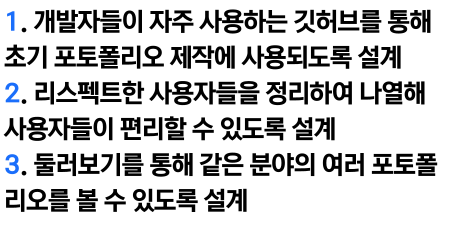 1. 개발자들이 자주 사용하는 깃허브를 통해
초기 포토폴리오 제작에 사용되도록 설계
2. 리스펙트한 사용자들을 정리하여 나열해
사용자들이 편리할 수 있도록 설계
3. 둘러보기를 통해 같은 분야의 여러 포토폴
리오를 볼 수 있도록 설계